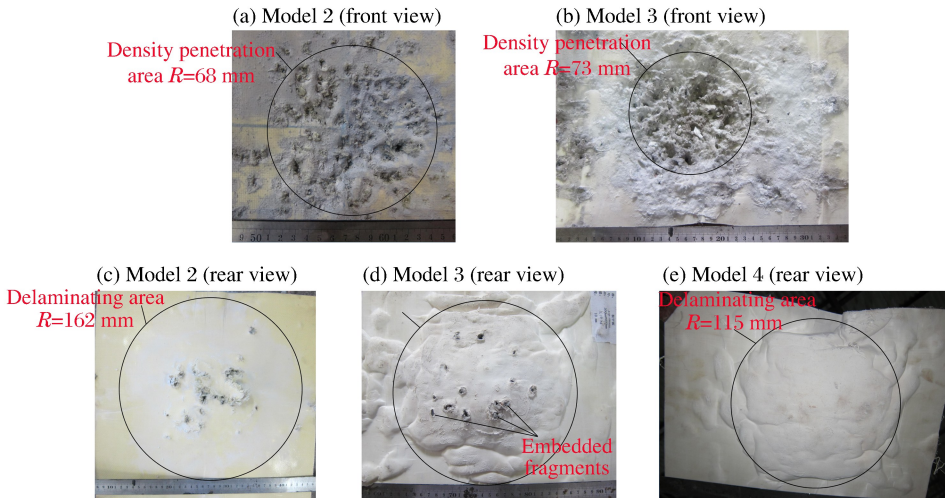 (a) Model 2 (front view)
Density penetration
area R=68 mm
(b) Model 3 (front view)
Density penetration
area R=73 mm
(c) Model 2 (rear view)
Delaminating area
R=162 mm
(d) Model 3 (rear view)
Embedded
fragments
(e) Model 4 (rear view)
Delaminating area
R=115 mm